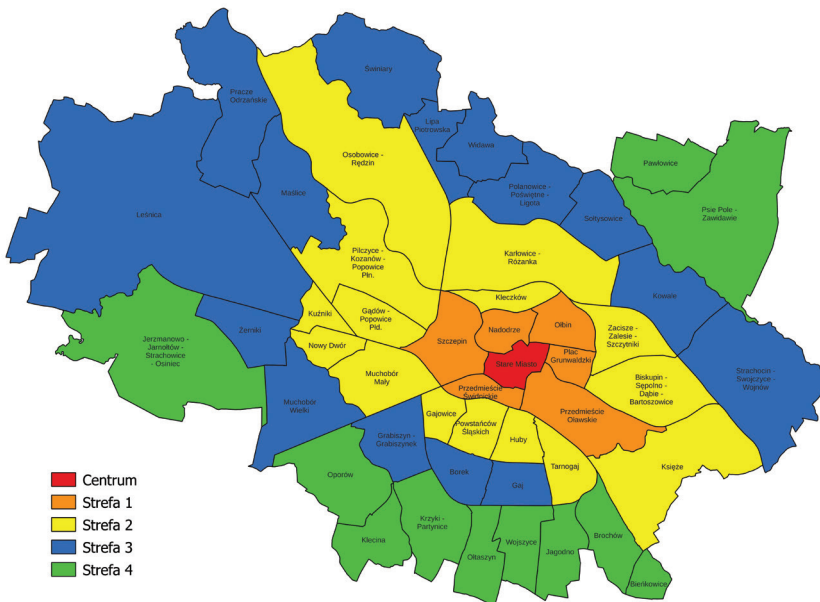 Świniary
Pracze
Odrzańskie
Lipa
Piotrowska
Widawa
Osobowice -
Rędzin
Pawłowice
Maślice
Polanowice -
Poświętne -
Ligota
Sołtysowice
Psie Pole -
Zawidawie
Leśnica
Pilczyce -
Kozanów -
Popowice
Płn.
Karłowice -
Różanka
Kleczków
Kowale
Kuźniki
Gądów -
Popowice
Płd.
Żerniki
Jerzmanowo -
Jarnołtów -
Strachowice
- Osiniec
Szczepin
Nadodrze
Ołbin
Zacisze -
Zalesie -
Szczytniki
Nowy Dwór
Stare Miasto
Plac
Grunwaldzki
Strachocin -
Swojczyce -
Wojnów
Muchobór
Mały
Biskupin -
Sępolno -
Dąbie -
Bartoszowice
Muchobór
Wielki
Przedmieście
Świdnickie
Przedmieście
Oławskie
Gajowice
Powstańców
Śląskich
Huby
Grabiszyn -
Grabiszynek
Tarnogaj
Księże
Borek
Gaj
Oporów
Krzyki -
Partynice
Klecina
Ołtaszyn
Wojszyce
Jagodno
Brochów
Bieńkowice
Centrum
Strefa 1
Strefa 2
Strefa 3
Strefa 4